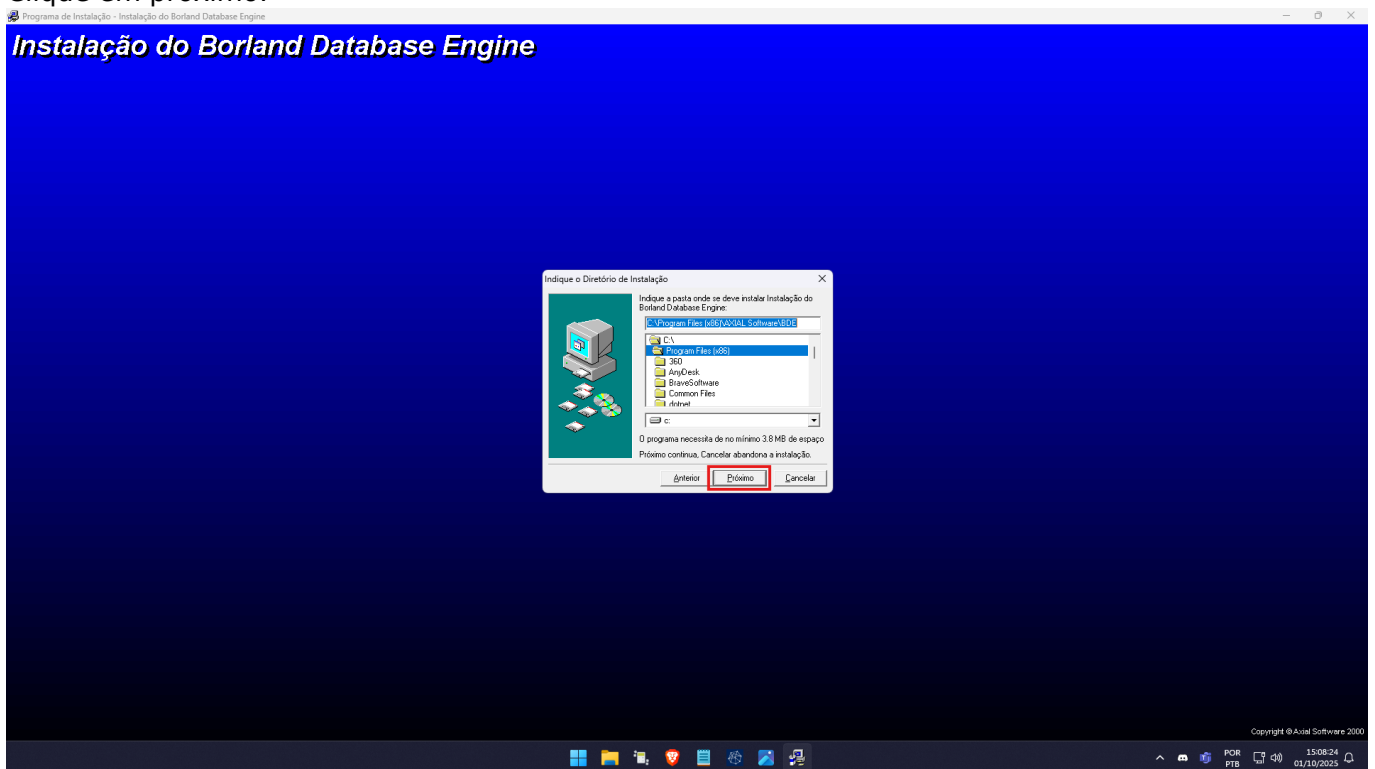 Clique em próximo.
Programa de Instalação - Instalação do Borland Database Engine
Instalação do Borland Database Engine
Indique o Diretório de Instalação
Indique a pasta onde se deve instalar Instalação do
Borland Database Engine:
C:\Program Files (x86)\AXIAL Software\BDE
C:\
Program Files (x86)
360
AnyDesk
BraveSoftware
Common Files
dotnet
c:
O programa necessita de no mínimo 3.8 MB de espaço
Próximo continua, Cancelar abandona a instalação.
Anterior
Próximo
Cancelar
Copyright @ Axial Software 2000
POR
PTB
15:08:24
01/10/2025